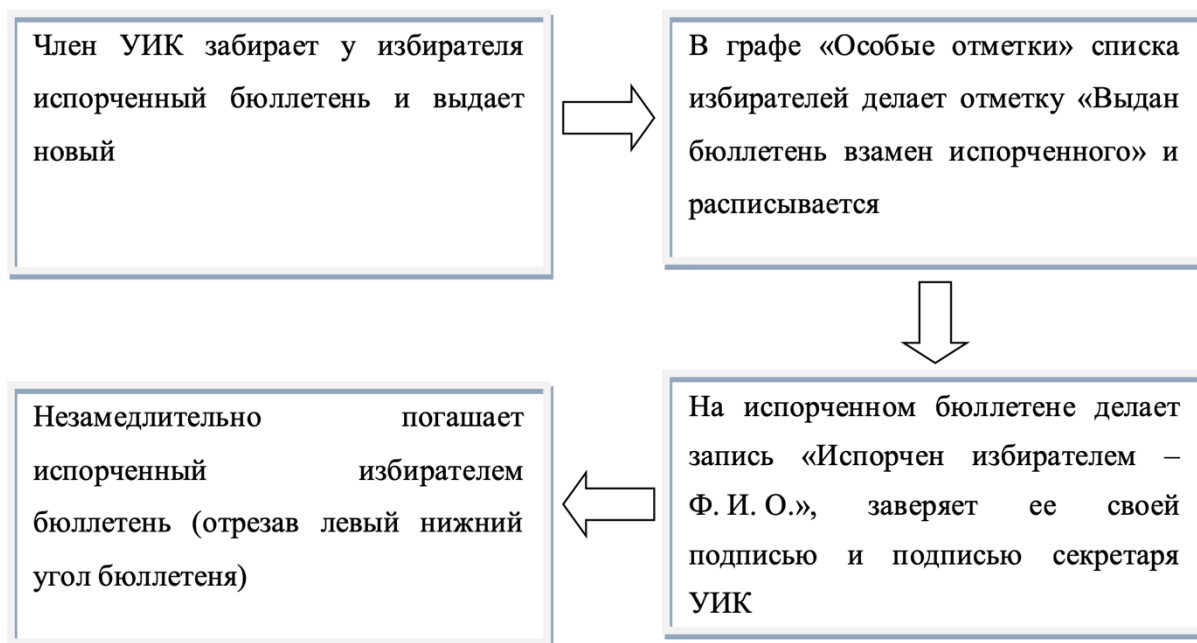 Член УИК забирает у избирателя
испорченный бюллетень и выдает
новый
В графе «Особые отметки» списка
избирателей делает отметку «Выдан
бюллетень взамен испорченного» и
расписывается
На испорченном бюллетене делает
запись «Испорчен избирателем –
Ф. И. О.», заверяет ее своей
подписью и подписью секретаря
УИК
Незамедлительно погашает
испорченный избирателем
бюллетень (отрезав левый нижний
угол бюллетеня)